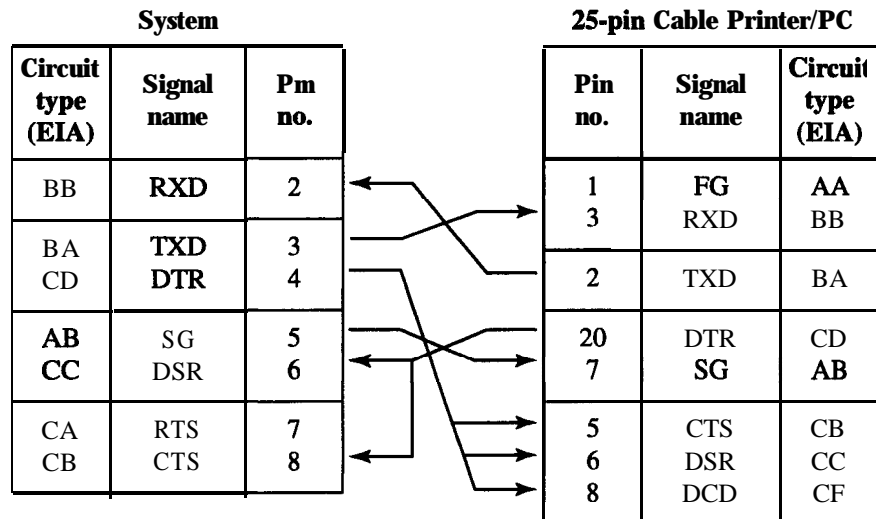 System
25-pin Cable Printer/PC
Circuit type (EIA) Signal name Pm no.
Pin no. Signal name Circuit type (EIA)
BB RXD 2
BA TXD 3
CD DTR 4
AB SG 5
CC DSR 6
CA RTS 7
CB CTS 8
1 FG AA
3 RXD BB
2 TXD BA
20 DTR CD
7 SG AB
5 CTS CB
6 DSR CC
8 DCD CF